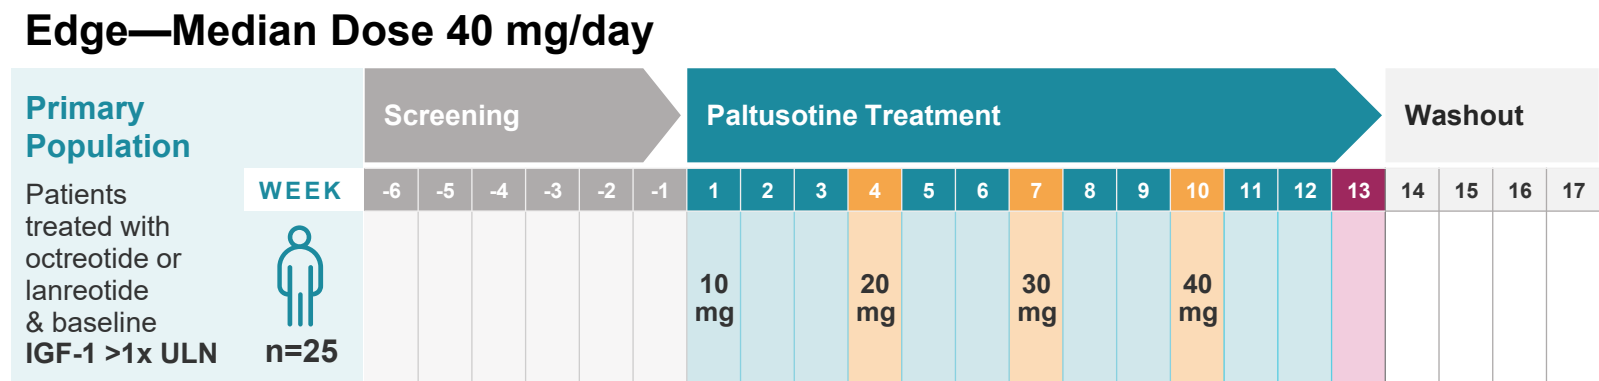 Edge—Median Dose 40 mg/day
Primary
Population
Screening
Paltusotine Treatment
Washout
WEEK
-6 -5 -4 -3 -2 -1 1 2 3 4 5 6 7 8 9 10 11 12 13 14 15 16 17
Patients
treated with
octreotide or
lanreotide
& baseline
IGF-1 >1x ULN
n=25
10
mg
20
mg
30
mg
40
mg